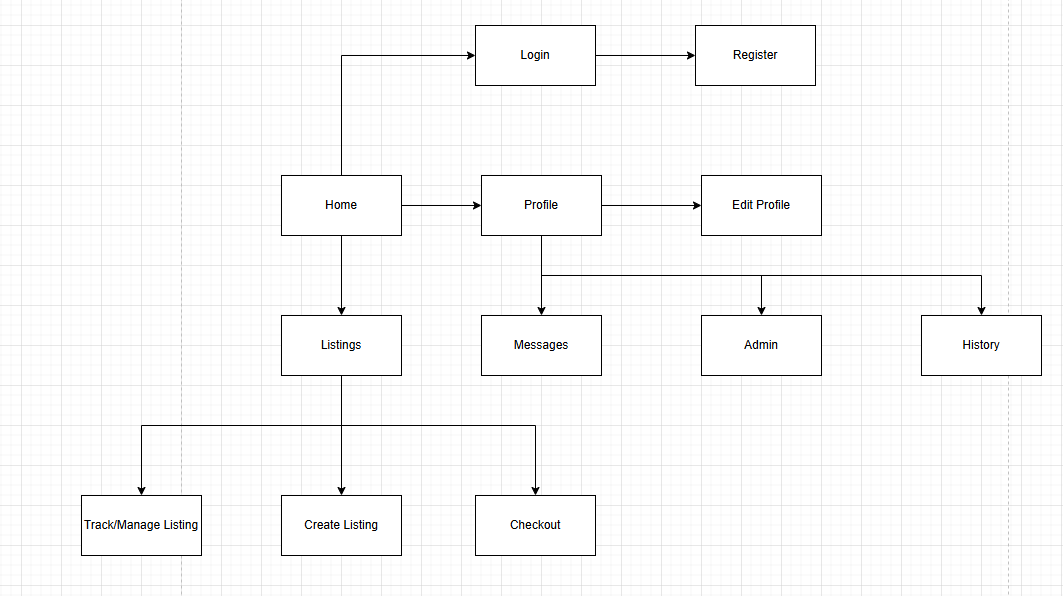 Login
Register
Home
Profile
Edit Profile
Listings
Messages
Admin
History
Track/Manage Listing
Create Listing
Checkout